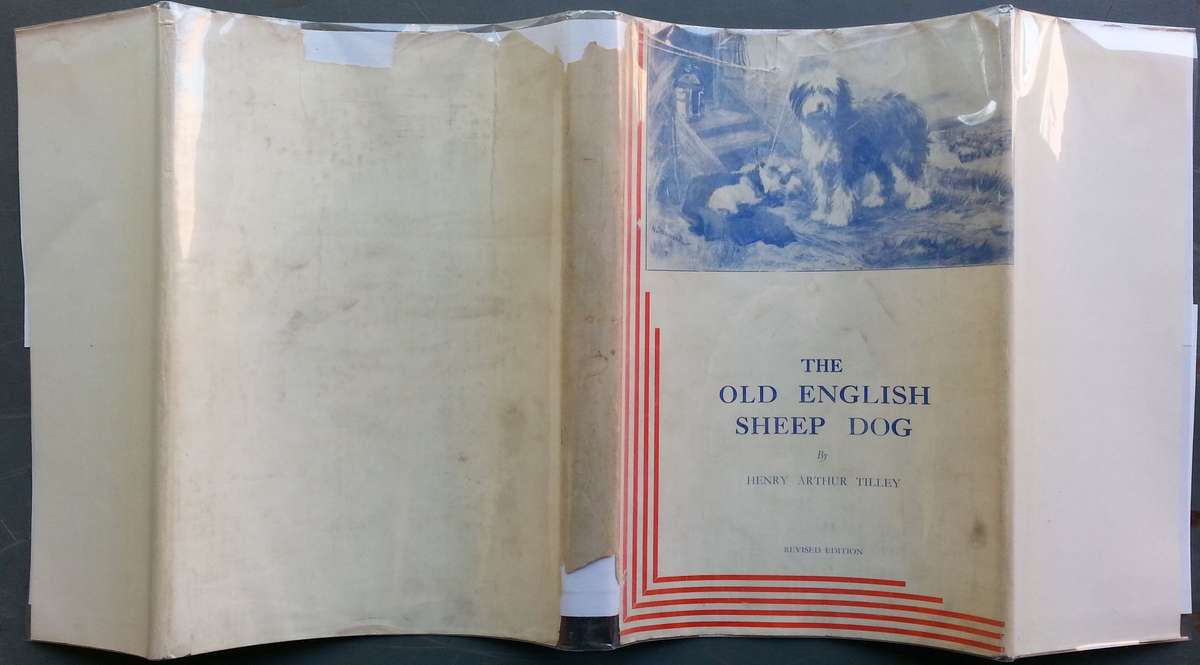 THE
OLD ENGLISH
SHEEP DOG
By
HENRY ARTHUR TILLEY
REVISED EDITION